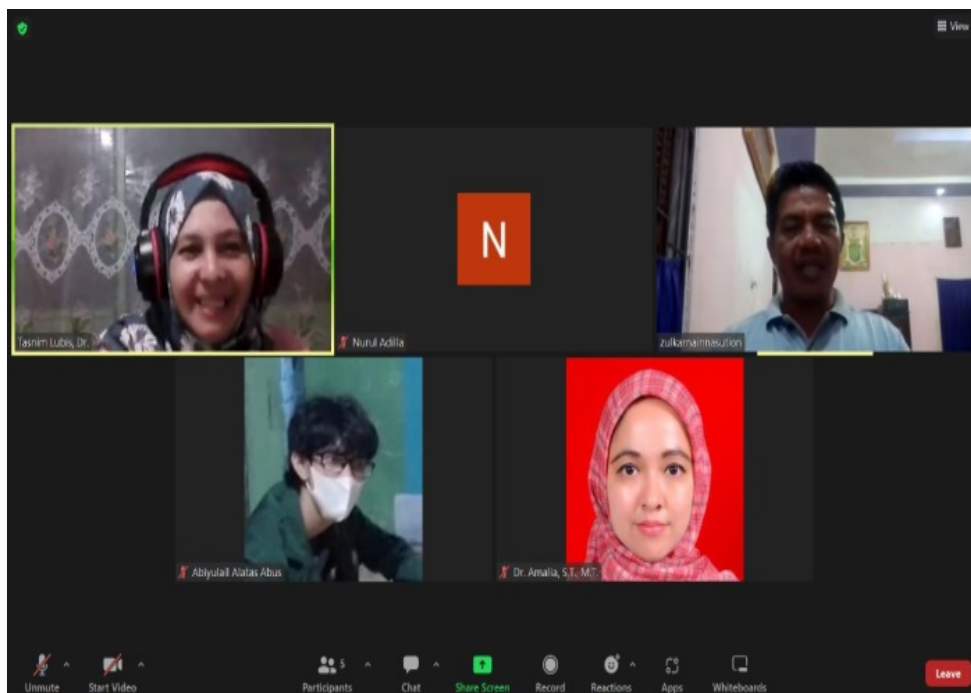 View
Tasnim Lubis, Dr.
N
Nurul Adilla
zulkarnainnasution
Abiyulail Alatas Abus
Dr. Amalia, S.T., M.T.
Unmute
Start Video
5
Participants
Chat
Share Screen
Record
Reactions
Apps
Whiteboards
Leave